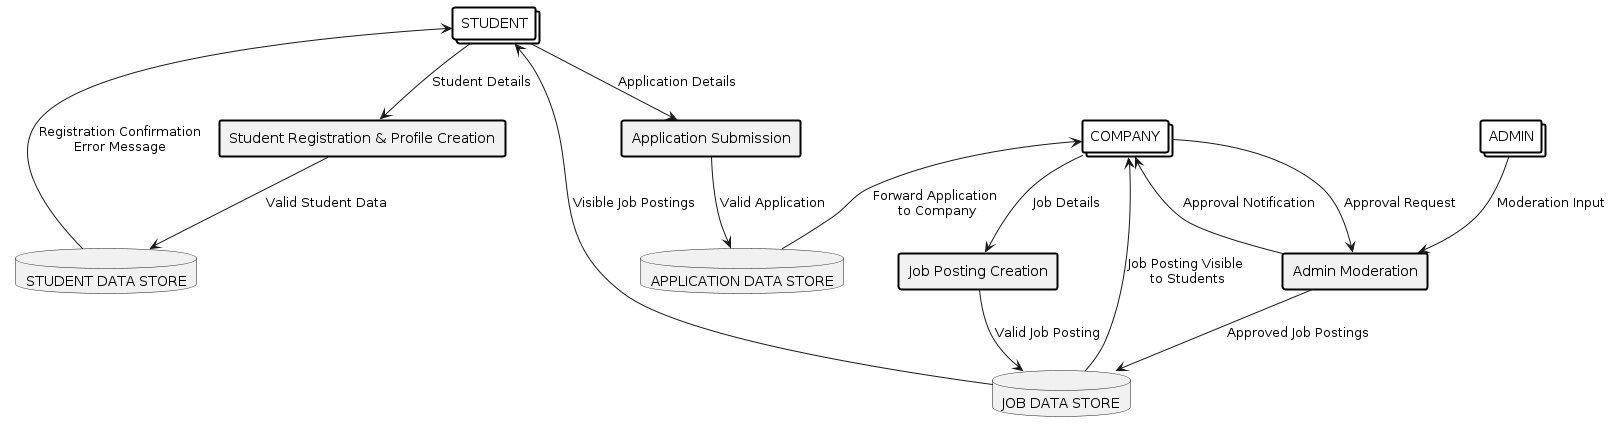 STUDENT
Student Details
Application Details
Registration Confirmation
Error Message
Student Registration & Profile Creation
Application Submission
COMPANY
ADMIN
Valid Student Data
Visible Job Postings
Valid Application
Forward Application
to Company
Job Details
Approval Notification
Approval Request
Moderation Input
STUDENT DATA STORE
APPLICATION DATA STORE
Job Posting Creation
Job Posting Visible
to Students
Admin Moderation
Valid Job Posting
Approved Job Postings
JOB DATA STORE